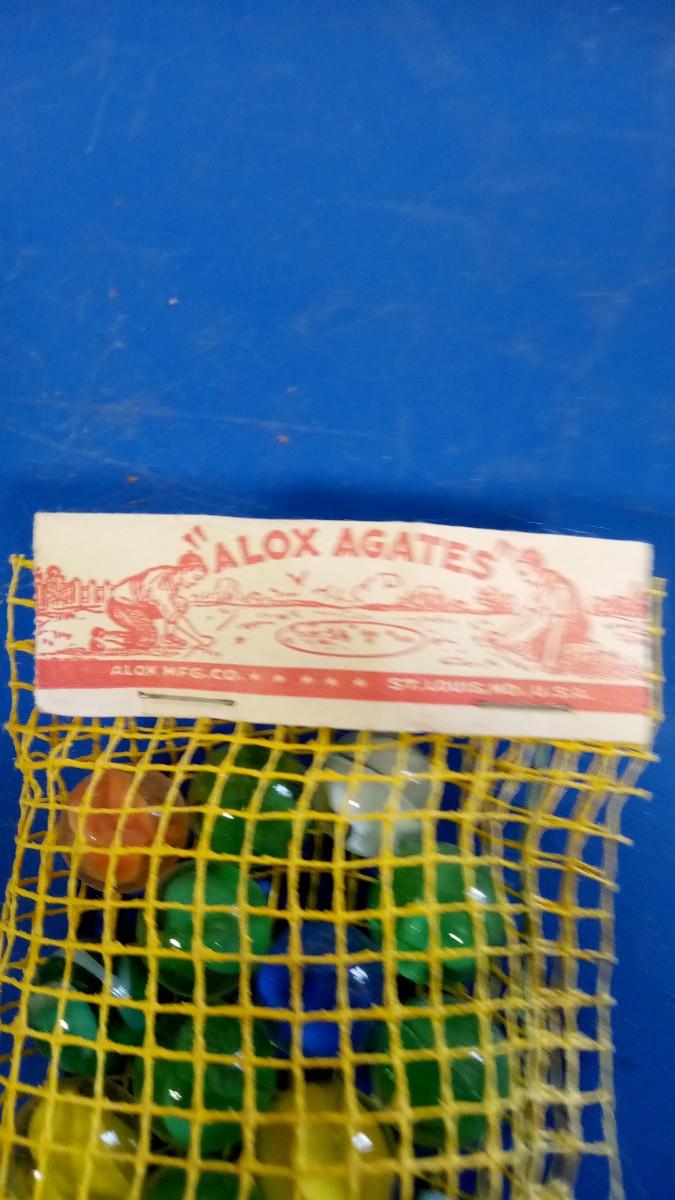 "ALOX AGATES"
ALOX MFG. CO. ★ ★ ★ ★ ★ ST. LOUIS, MO., U.S.A.